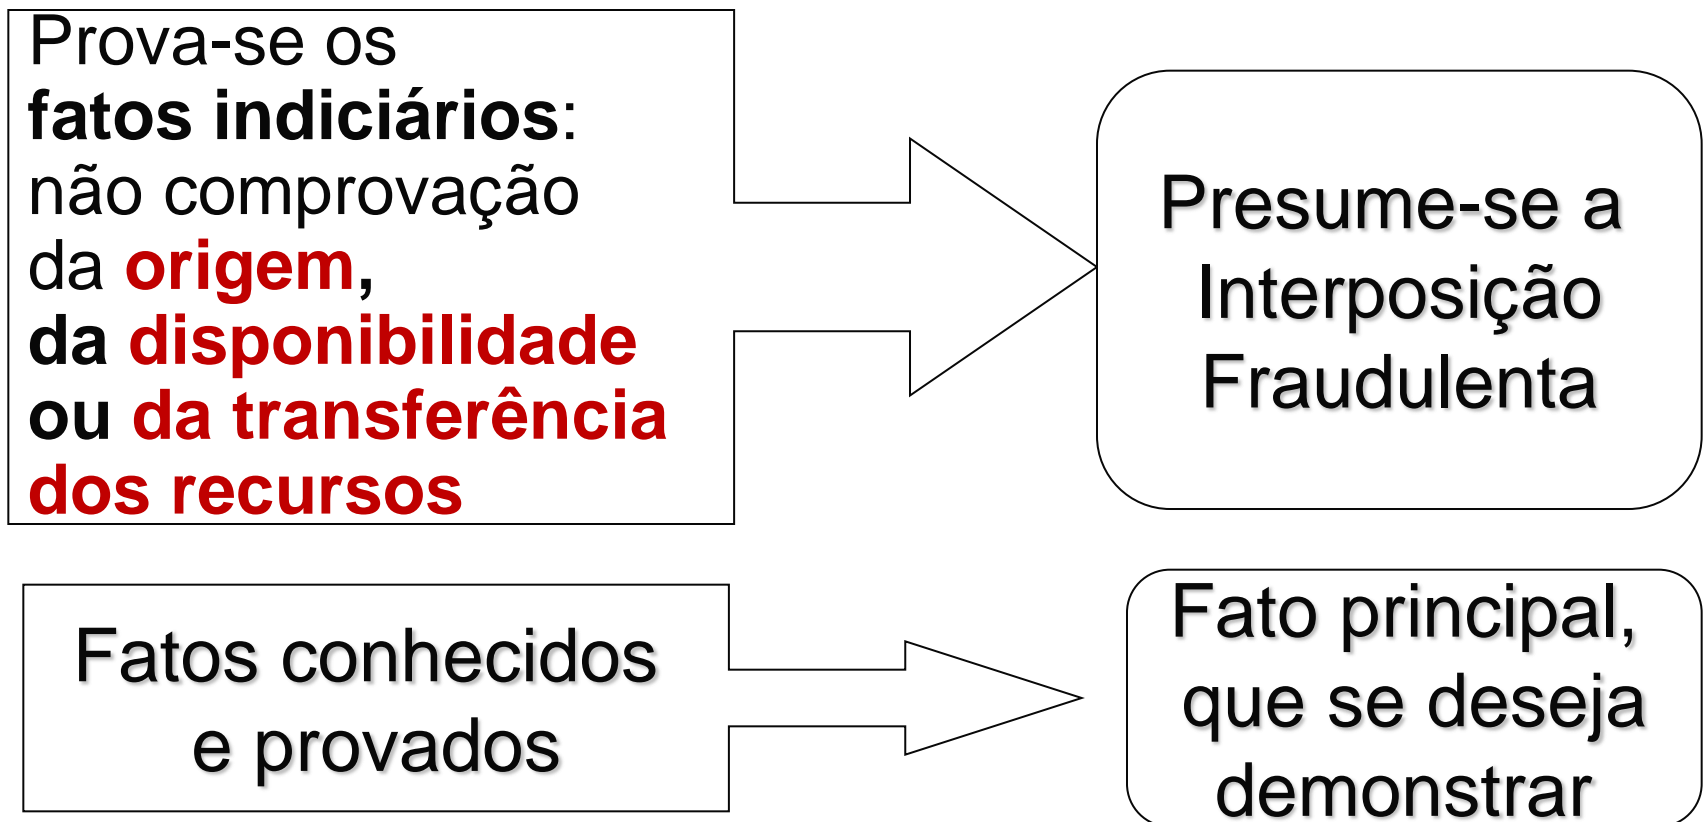 Prova-se os
fatos indiciários:
não comprovação
da origem,
da disponibilidade
ou da transferência
dos recursos
Presume-se a
Interposição
Fraudulenta
Fatos conhecidos
e provados
Fato principal,
que se deseja
demonstrar